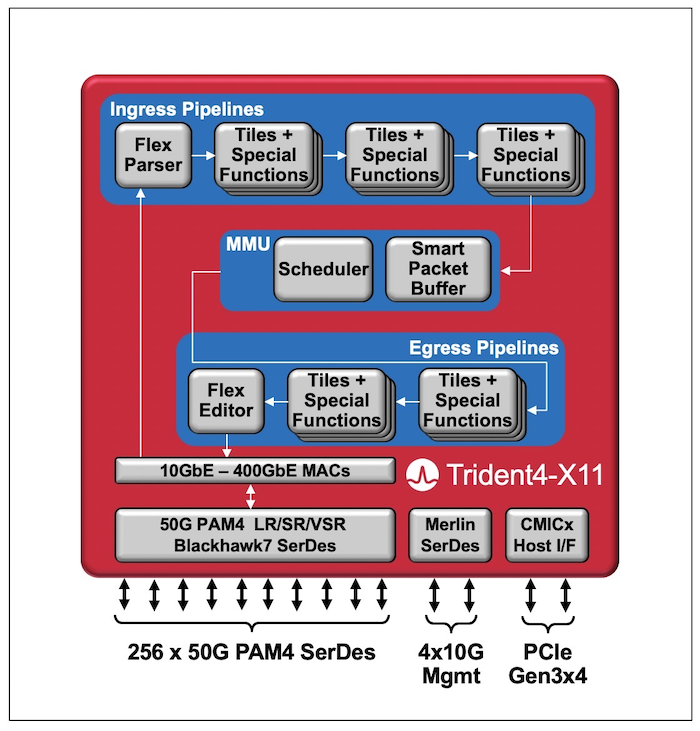 Ingress Pipelines
Flex
Parser
Tiles +
Special
Functions
Tiles +
Special
Functions
Tiles +
Special
Functions
MMU
Scheduler
Smart
Packet
Buffer
Egress Pipelines
Flex
Editor
Tiles +
Special
Functions
Tiles +
Special
Functions
10GbE – 400GbE MACs
Trident4-X11
50G PAM4 LR/SR/VSR
Blackhawk7 SerDes
Merlin
SerDes
CMICx
Host I/F
256 x 50G PAM4 SerDes
4x10G
Mgmt
PCIe
Gen3x4